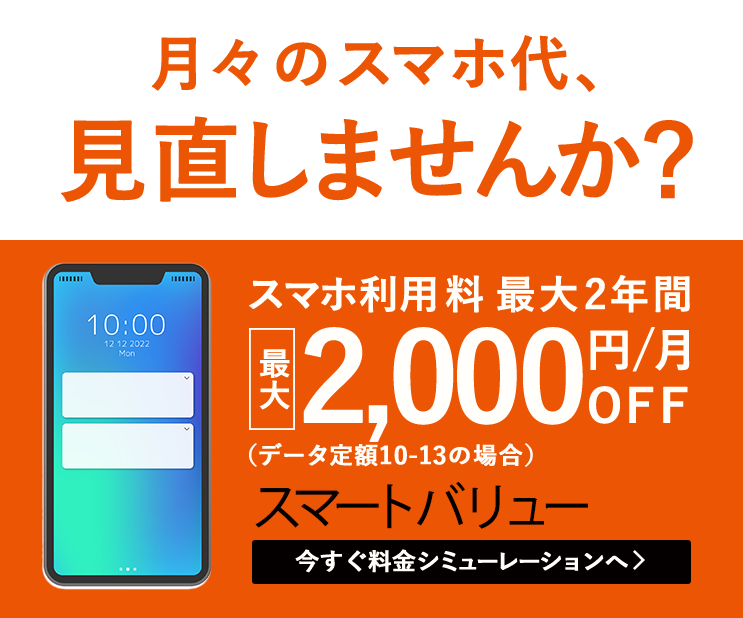 月々のスマホ代、
見直しませんか?
10:00
12 12 2022
Mon
スマホ利用料 最大2年間
最大
2,000円/月
OFF
(データ定額10-13の場合)
スマートバリュー
今すぐ料金シミューレーションへ>